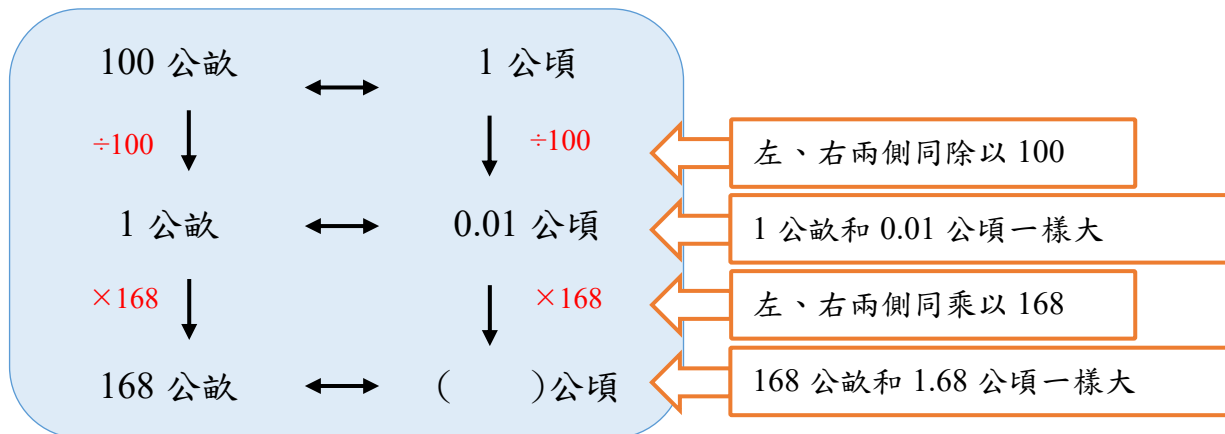 100 公畝 1 公頃
÷100 ÷100
左、右兩側同除以 100
1 公畝 0.01 公頃
1 公畝和 0.01 公頃一樣大
×168 ×168
左、右兩側同乘以 168
168 公畝 (　　)公頃
168 公畝和 1.68 公頃一樣大